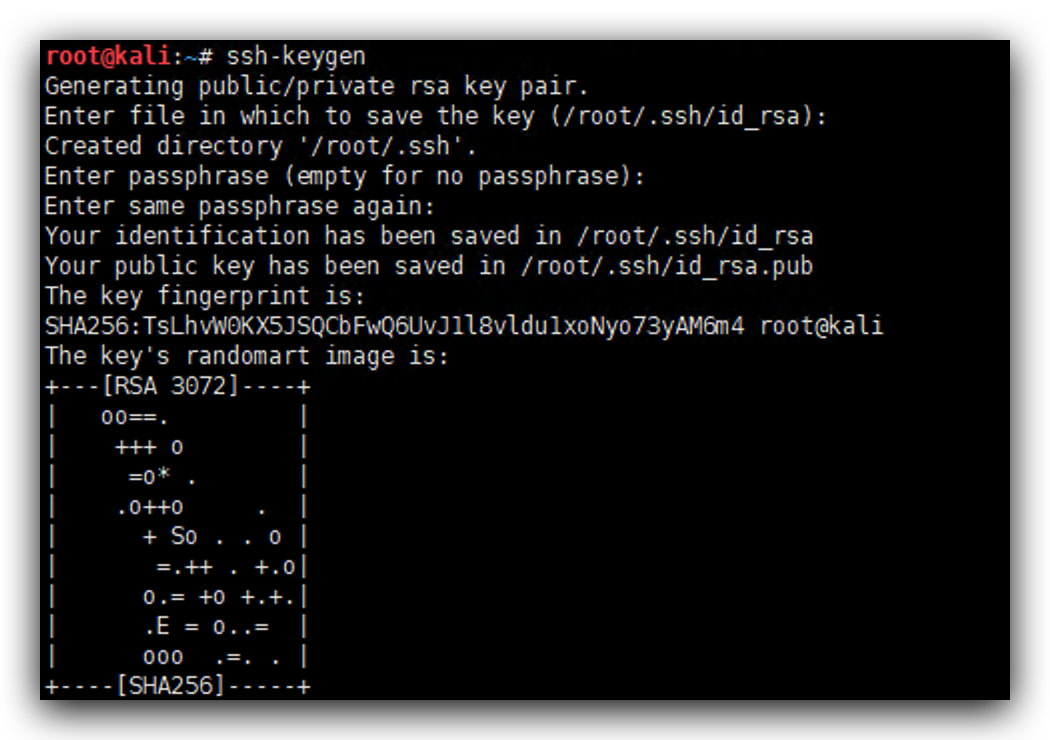 root@kali:~# ssh-keygen
Generating public/private rsa key pair.
Enter file in which to save the key (/root/.ssh/id_rsa):
Created directory '/root/.ssh'.
Enter passphrase (empty for no passphrase):
Enter same passphrase again:
Your identification has been saved in /root/.ssh/id_rsa
Your public key has been saved in /root/.ssh/id_rsa.pub
The key fingerprint is:
SHA256:TsLhvW0KX5JSQCbFwQ6UvJ1l8vldu1xoNyo73yAM6m4 root@kali
The key's randomart image is:
+---[RSA 3072]----+
|   oo==.         |
|    +++ o        |
|     =o* .       |
|    .o++o     .  |
|      + So . . o |
|       =.++ . +.o|
|      o.= +o +.+.|
|      .E = o..=  |
|      ooo  .=. . |
+----[SHA256]-----+